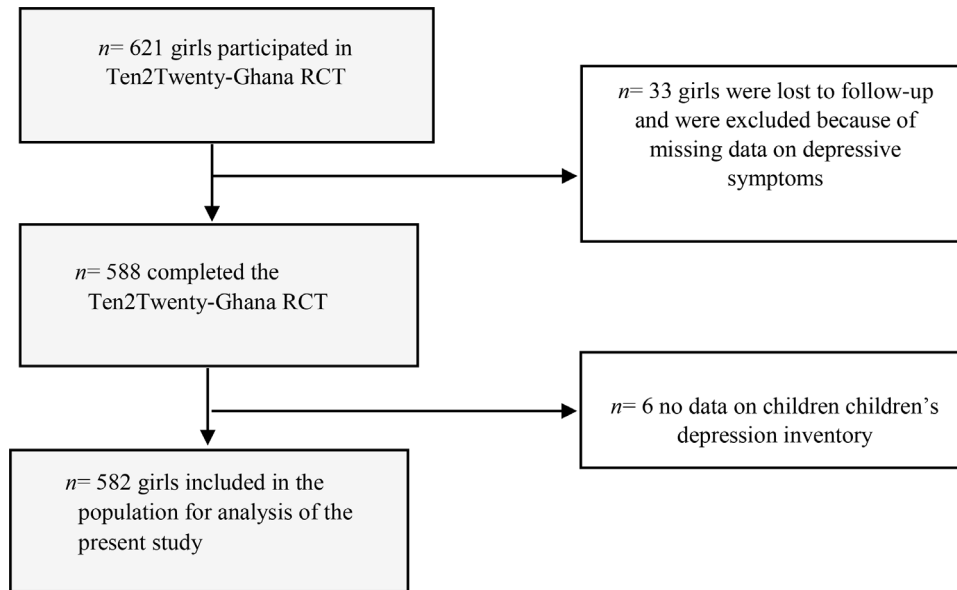 n= 621 girls participated in
Ten2Twenty-Ghana RCT
n= 33 girls were lost to follow-up
and were excluded because of
missing data on depressive
symptoms
n= 588 completed the
Ten2Twenty-Ghana RCT
n= 6 no data on children children’s
depression inventory
n= 582 girls included in the
population for analysis of the
present study